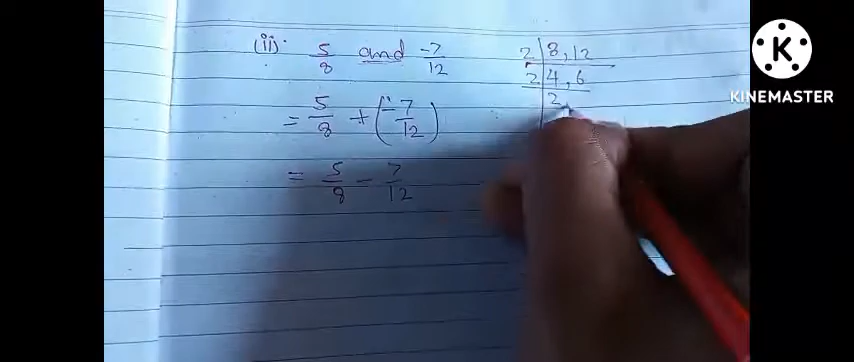 (ii). 5/8 and -7/12
= 5/8 + (-7/12)
= 5/8 - 7/12
2 | 8, 12
2 | 4, 6
2,
K
KINEMASTER